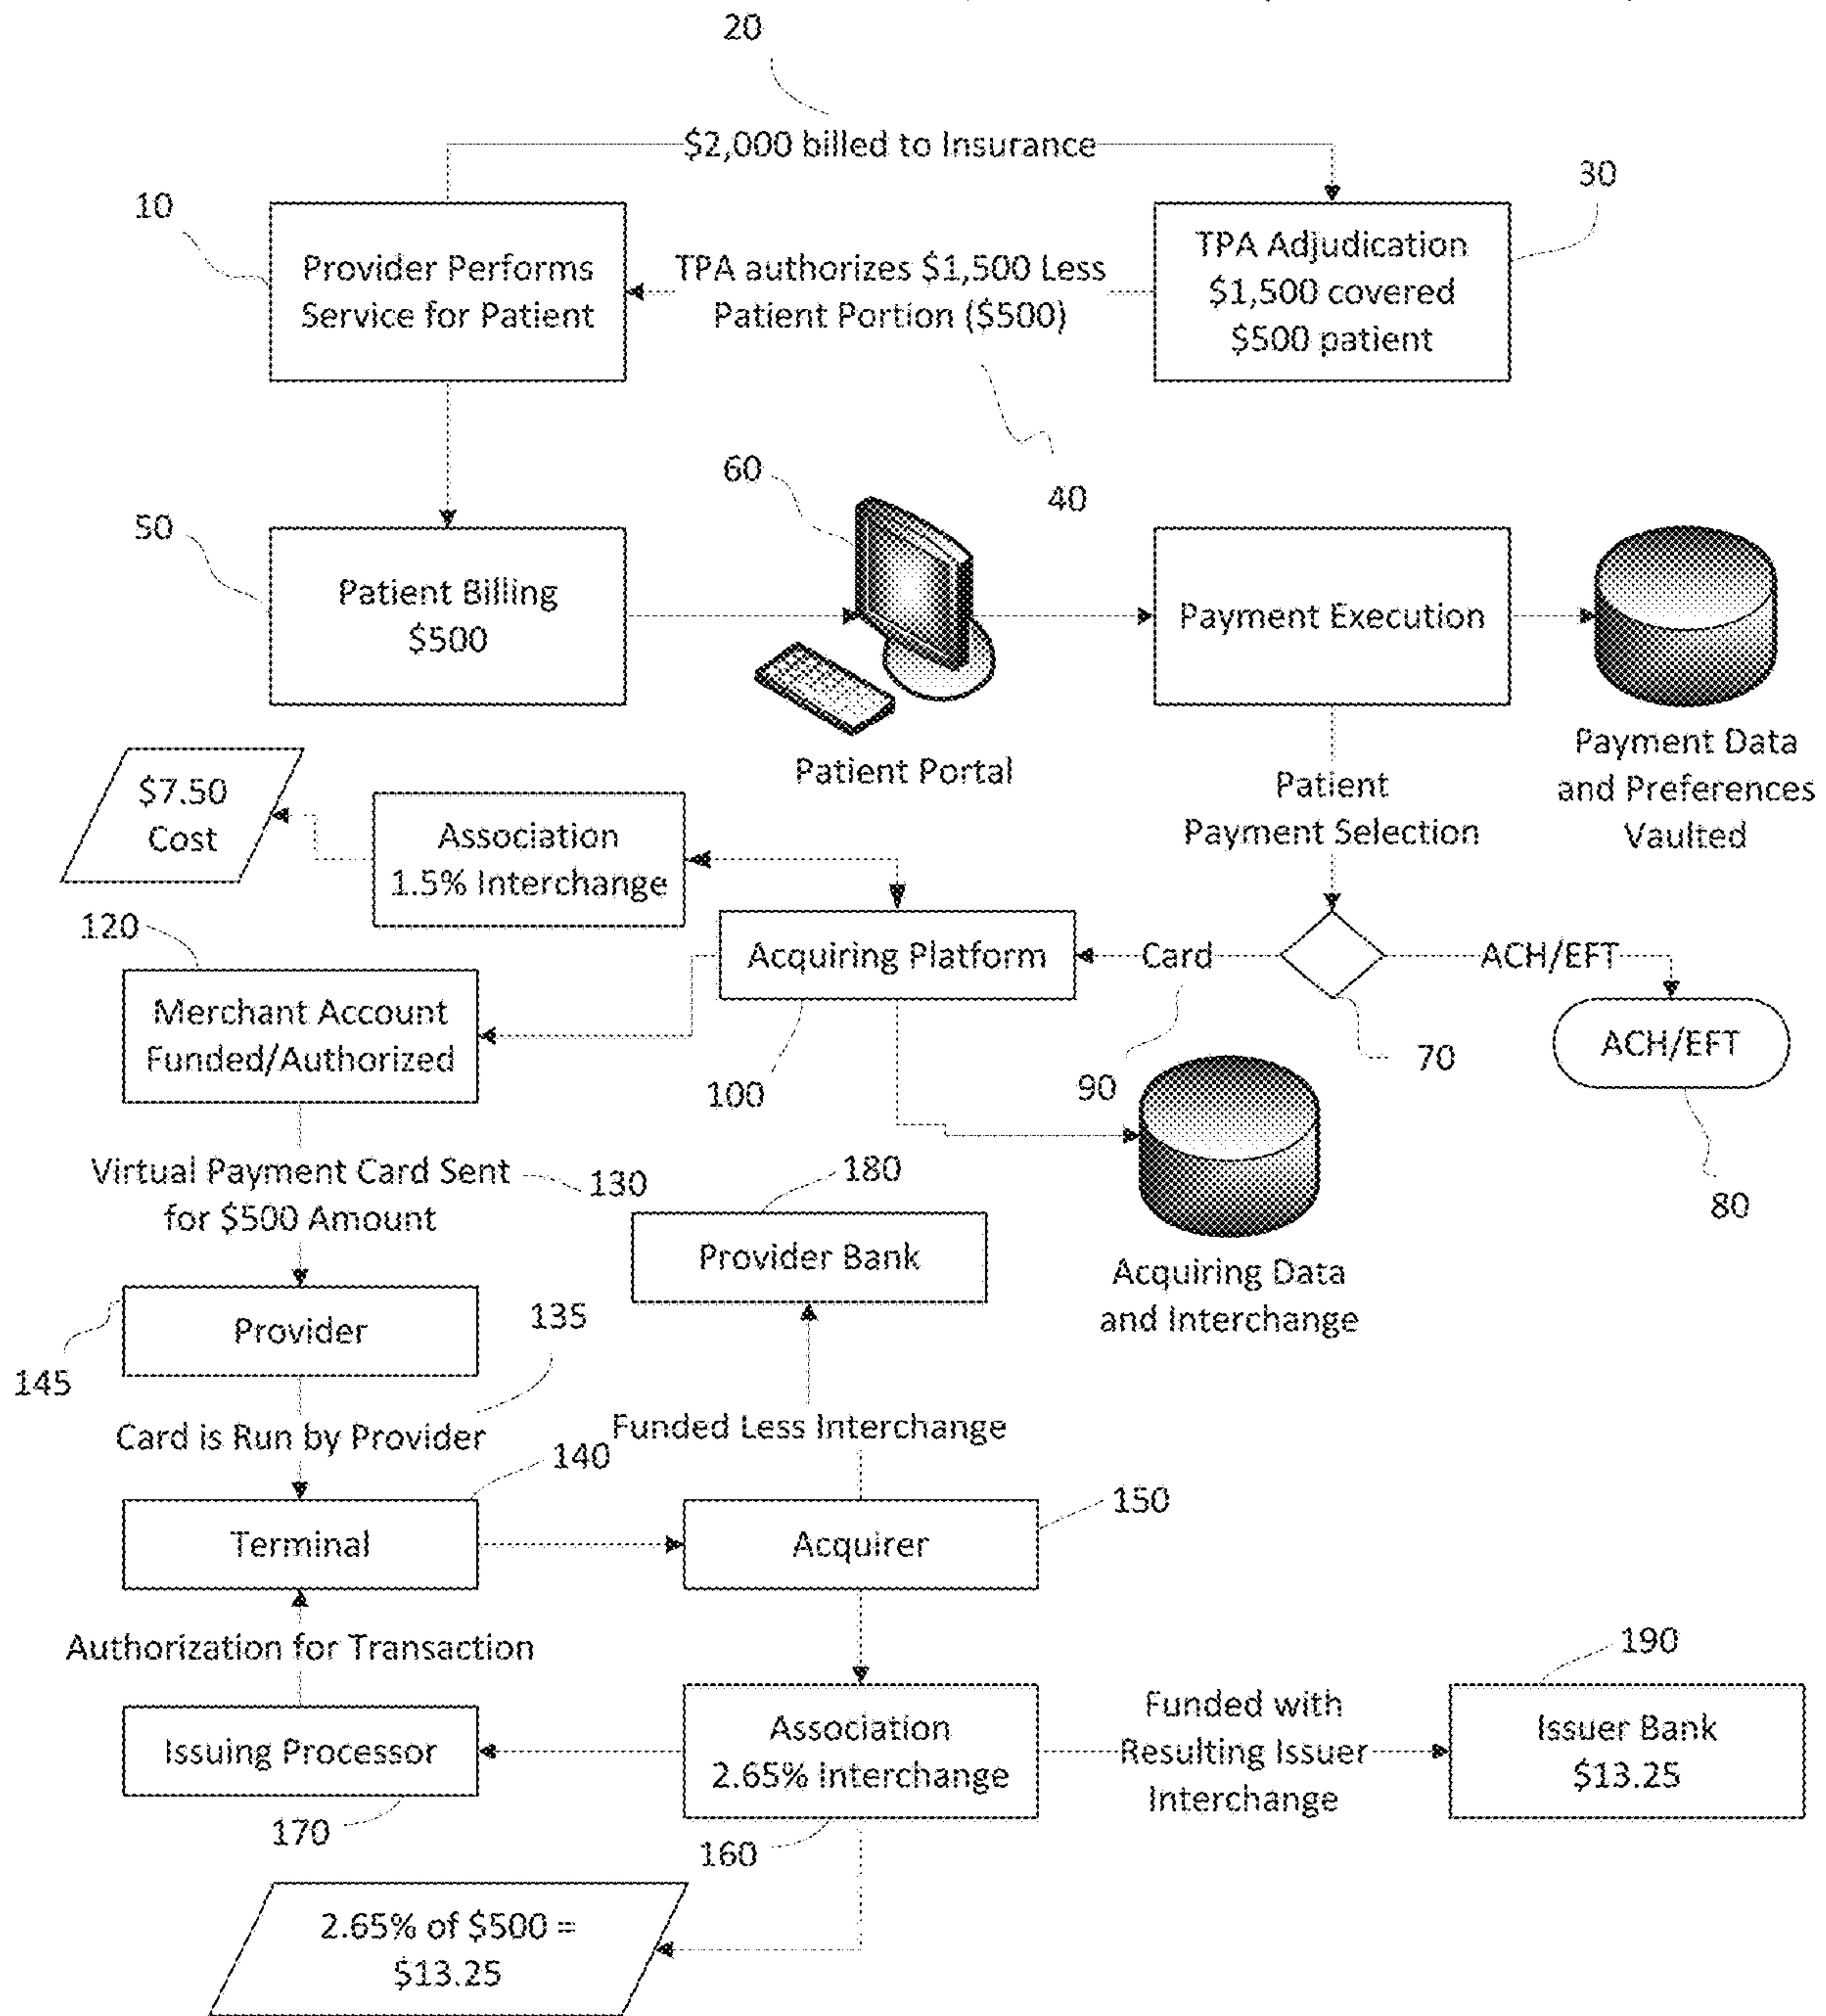 20
$2,000 billed to Insurance
10
30
Provider Performs
Service for Patient
TPA authorizes $1,500 Less
Patient Portion ($500)
TPA Adjudication
$1,500 covered
$500 patient
40
50
60
Patient Billing
$500
Patient Portal
Payment Execution
Payment Data
and Preferences
Vaulted
Patient
Payment Selection
$7.50
Cost
Association
1.5% Interchange
120
Acquiring Platform
Card
ACH/EFT
Merchant Account
Funded/Authorized
100
90
70
ACH/EFT
80
Virtual Payment Card Sent
for $500 Amount
130
180
Provider Bank
Acquiring Data
and Interchange
Provider
135
145
Card is Run by Provider
Funded Less Interchange
140
150
Terminal
Acquirer
Authorization for Transaction
190
Issuing Processor
Association
2.65% Interchange
Funded with
Resulting Issuer
Interchange
Issuer Bank
$13.25
170
160
2.65% of $500 =
$13.25